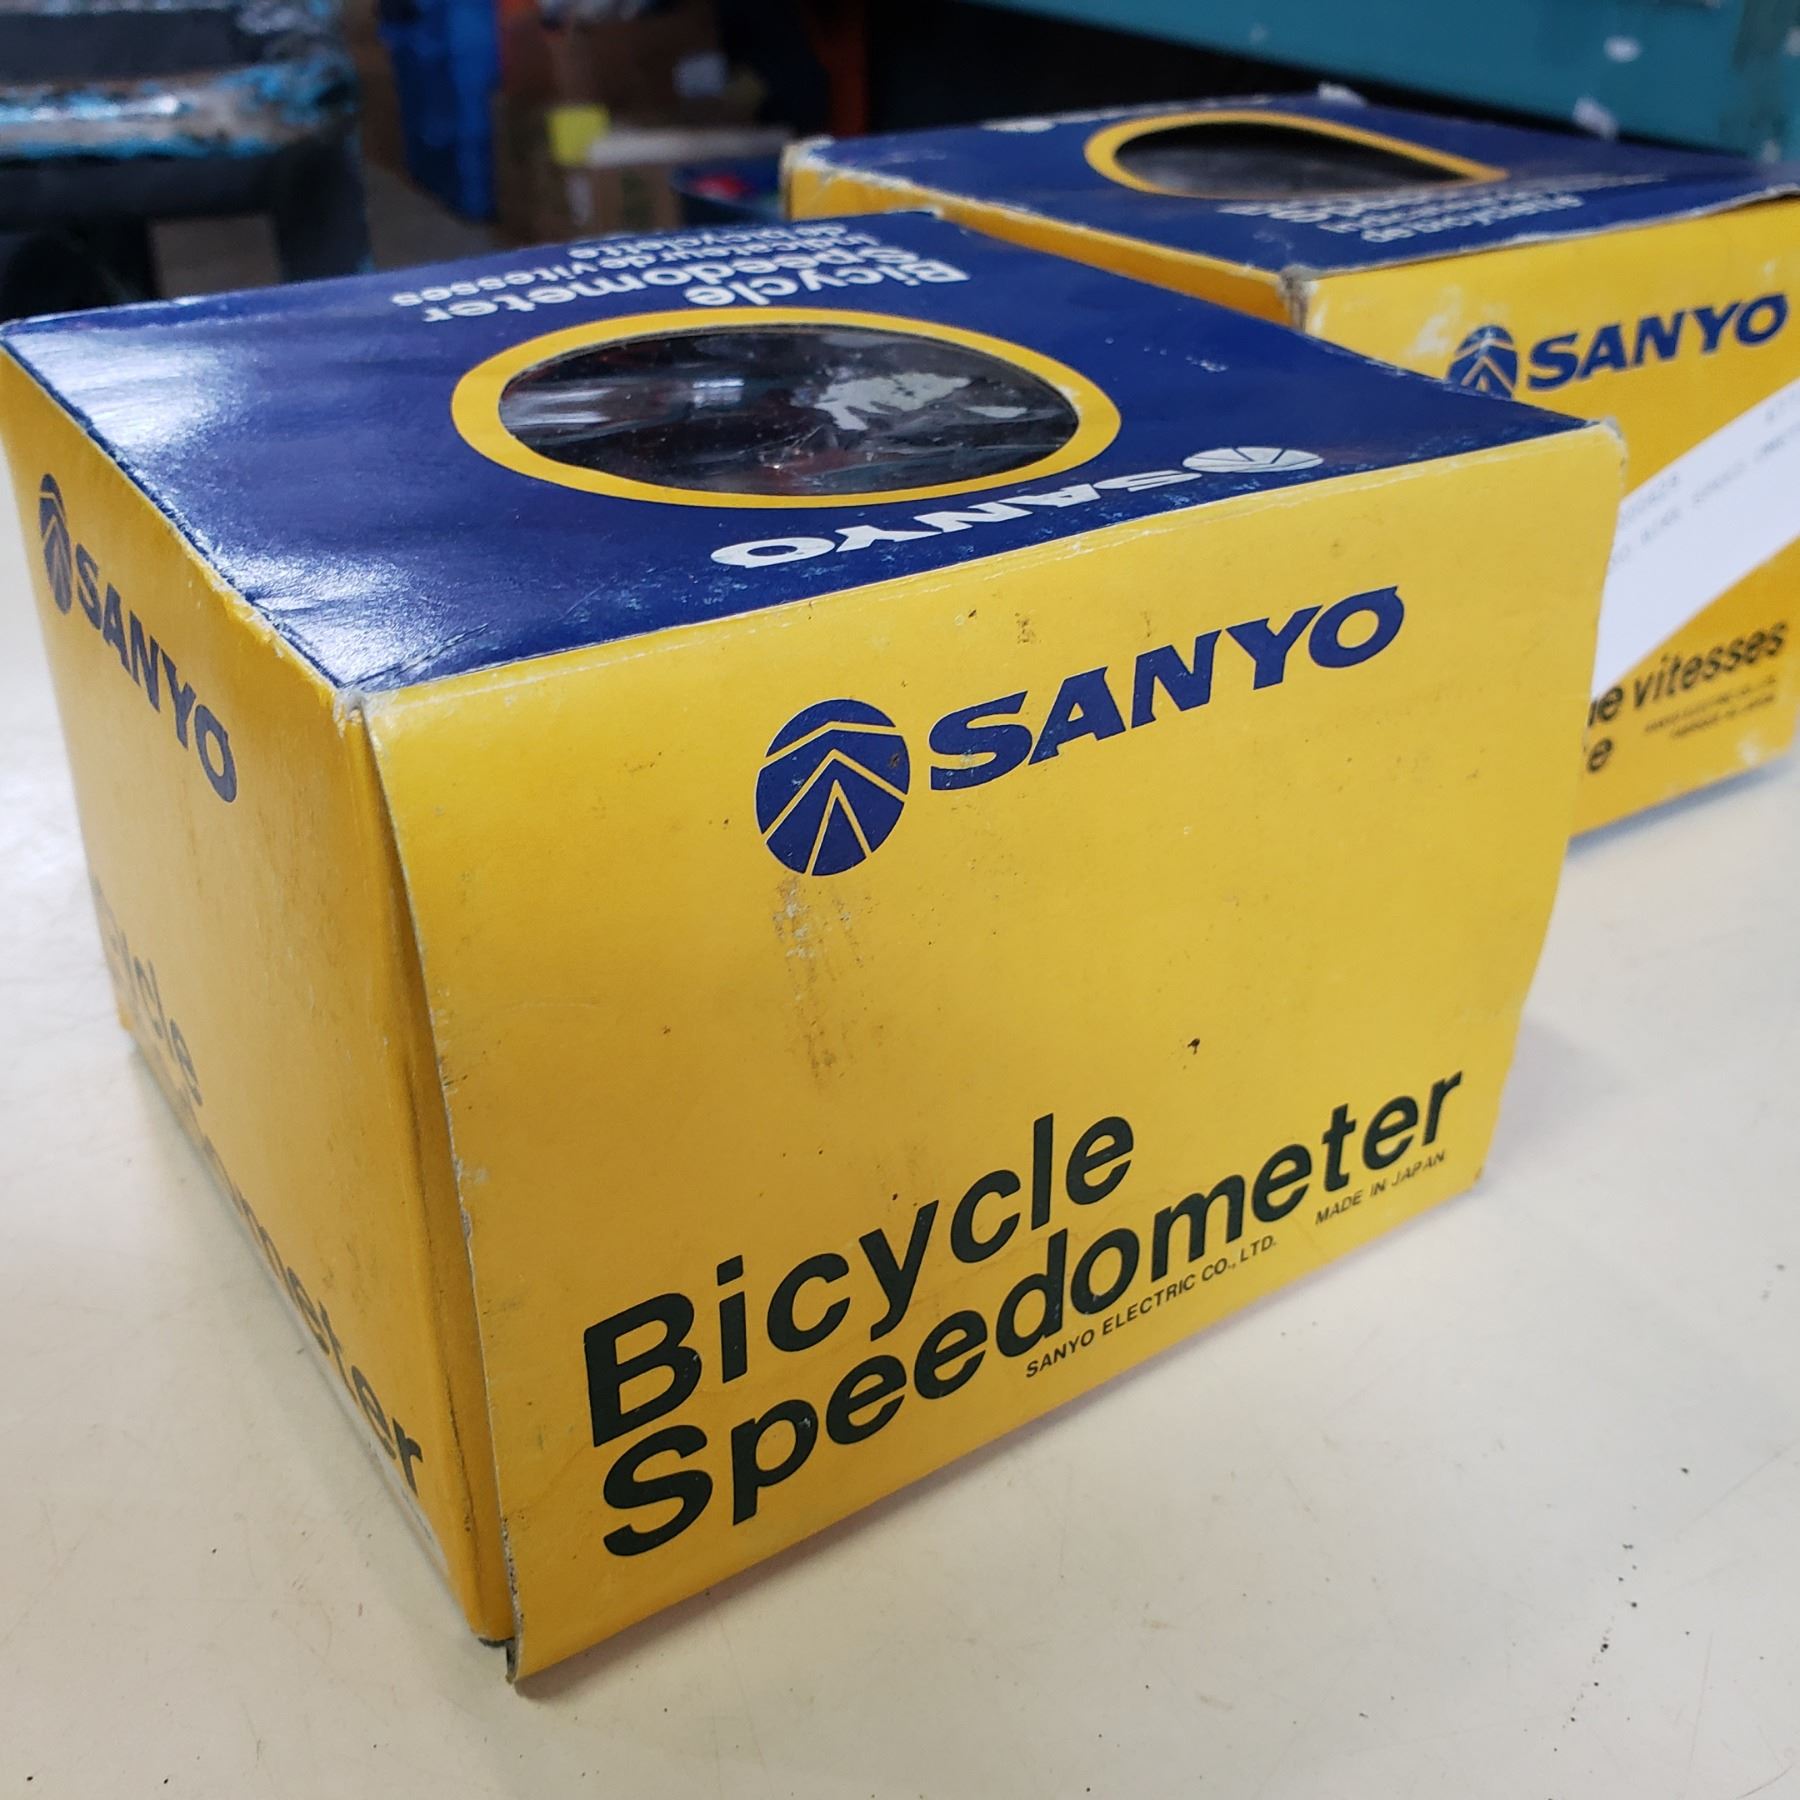 Bicycle
Speedometer
Indicateur de vitesses
de bicyclette
SANYO
SANYO
Bicycle
Speedometer
SANYO ELECTRIC CO., LTD.
MADE IN JAPAN
SANYO
ometer
SANYO
vitesses